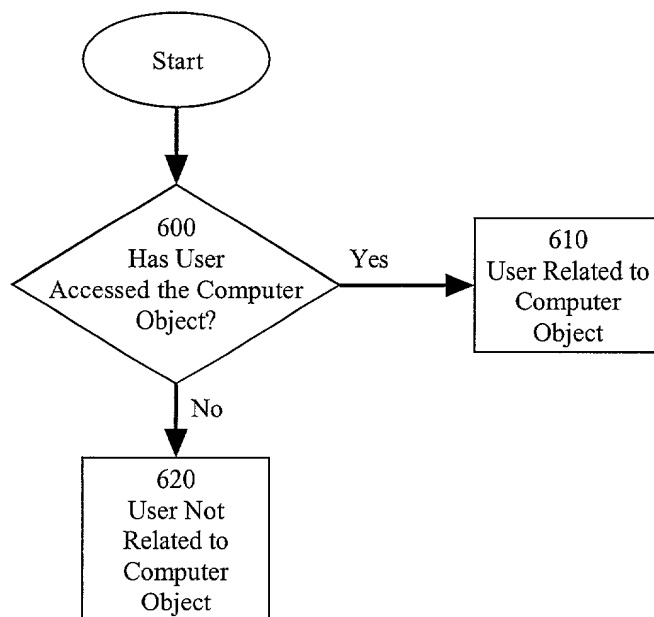 Start
600
Has User
Accessed the Computer
Object?
Yes
610
User Related to
Computer
Object
No
620
User Not
Related to
Computer
Object